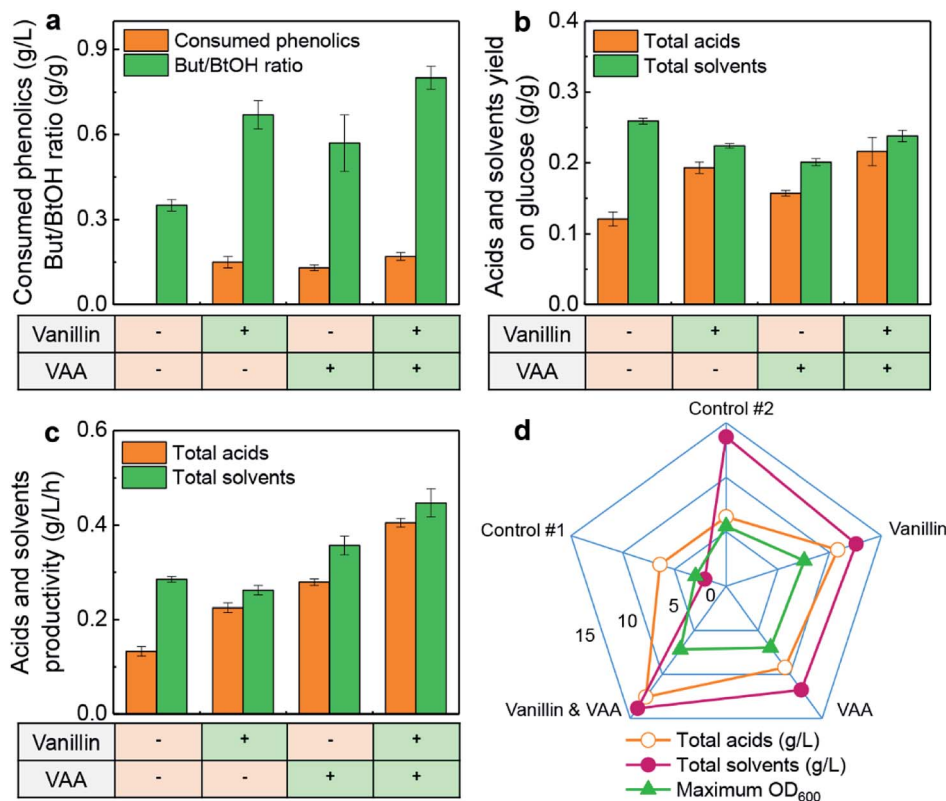 a
Consumed phenolics (g/L)
But/BtOH ratio (g/g)
0.9
0.6
0.3
0.0
Consumed phenolics
But/BtOH ratio
Vanillin - + - +
VAA - - + +
b
Acids and solvents yield
on glucose (g/g)
0.4
0.3
0.2
0.1
0.0
Total acids
Total solvents
Vanillin - + - +
VAA - - + +
c
Acids and solvents
productivity (g/L/h)
0.6
0.4
0.2
0.0
Total acids
Total solvents
Vanillin - + - +
VAA - - + +
d
Control #2
Control #1
Vanillin
0
5
10
15
Vanillin & VAA
VAA
Total acids (g/L)
Total solvents (g/L)
Maximum OD600